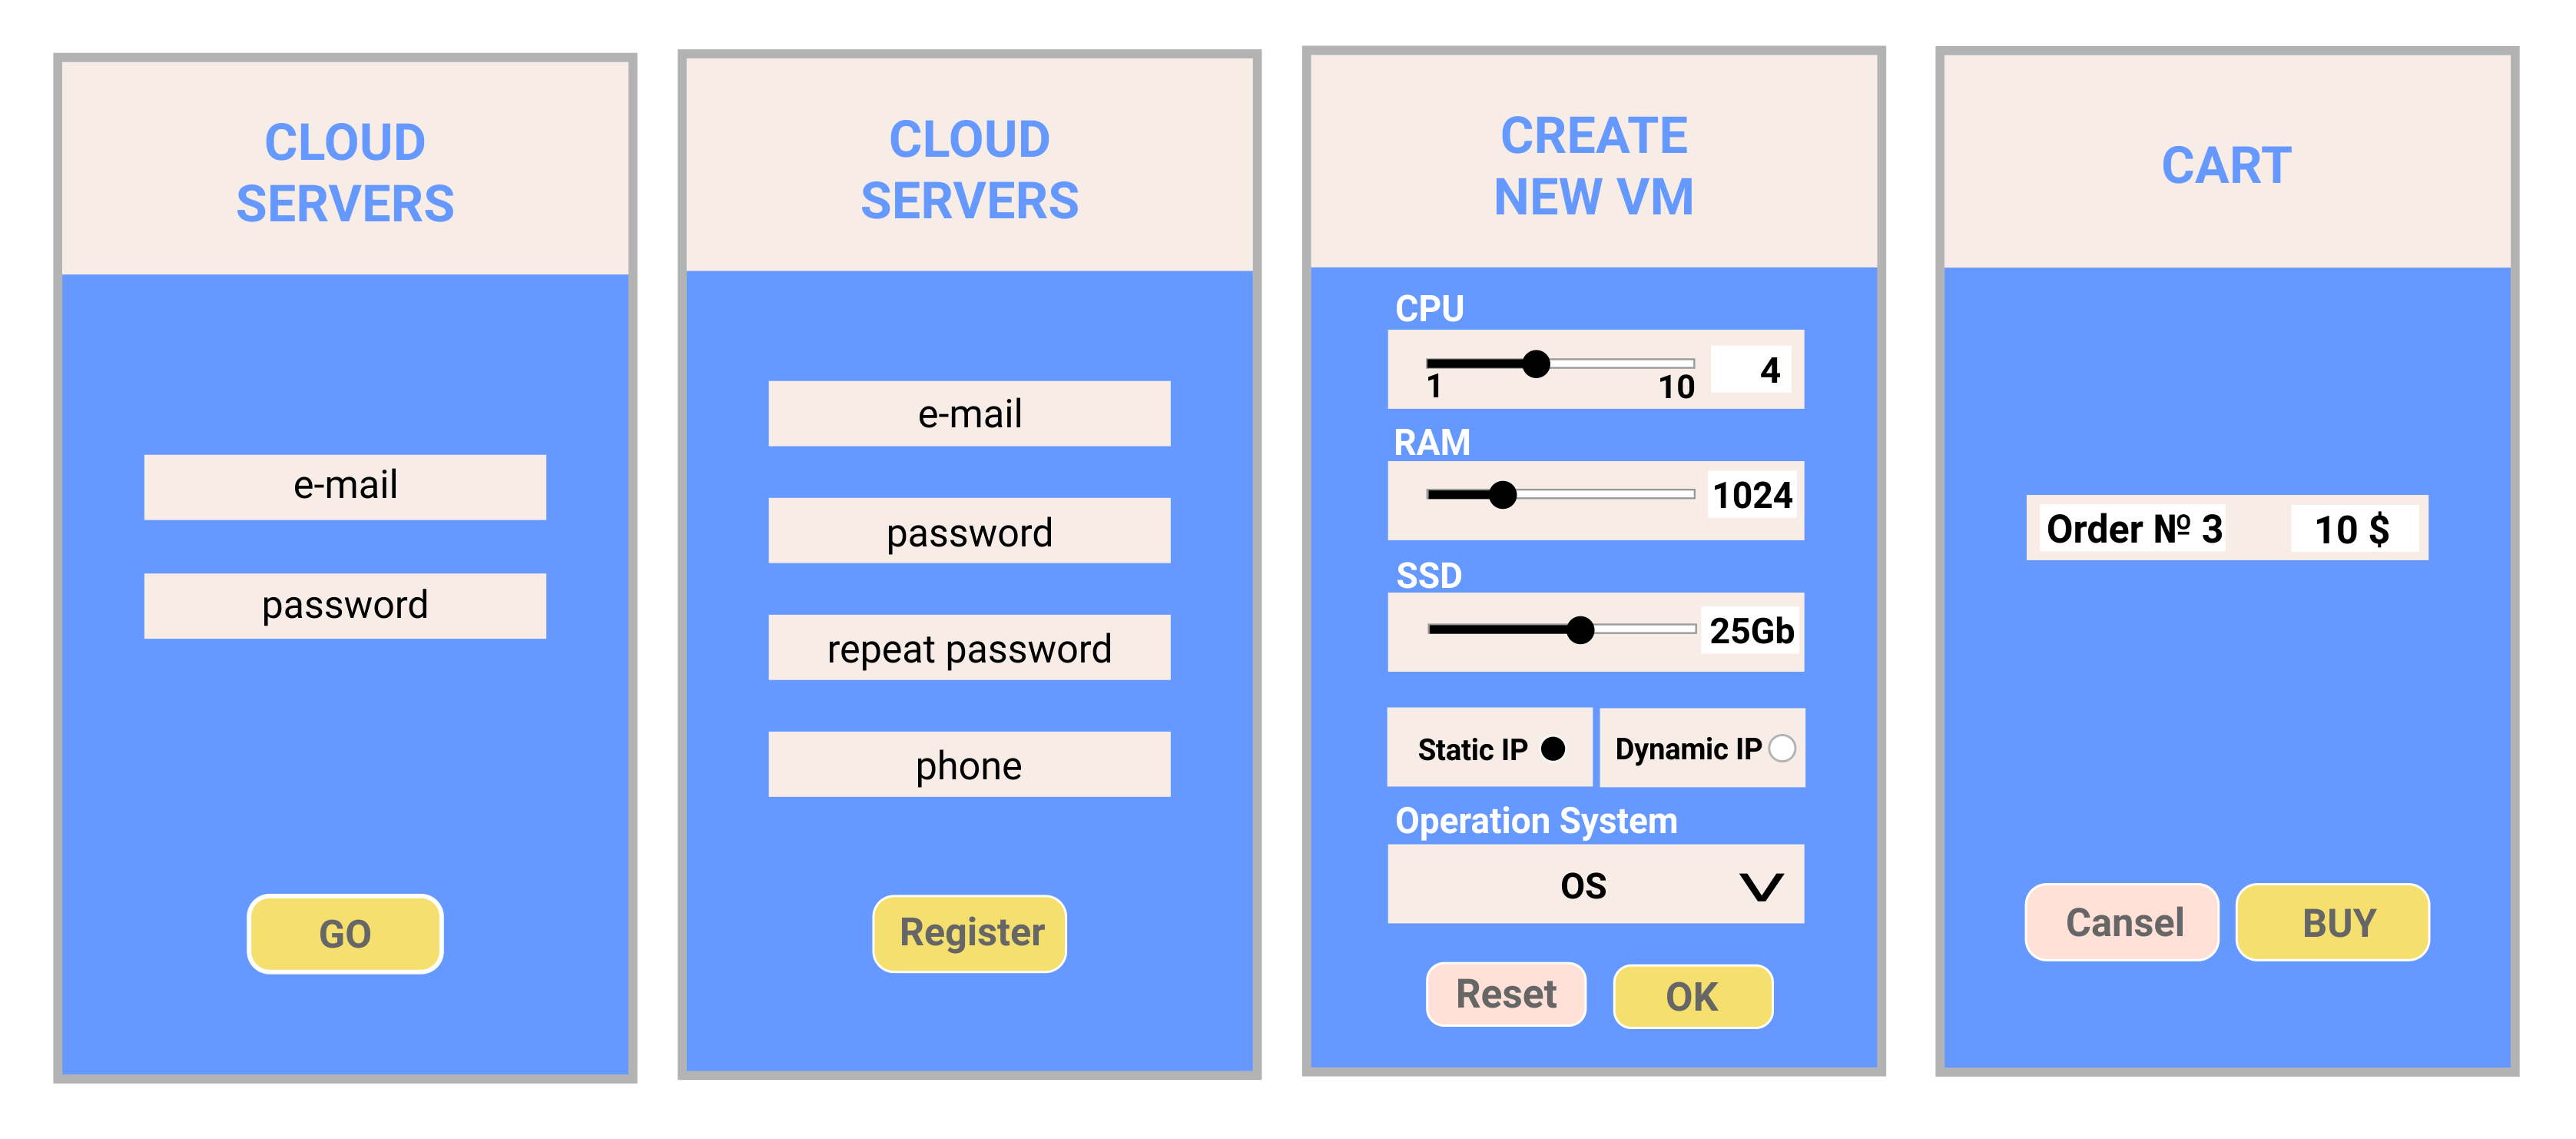 CLOUD
SERVERS
e-mail
password
GO
CLOUD
SERVERS
e-mail
password
repeat password
phone
Register
CREATE
NEW VM
CPU
1
10
4
RAM
1024
SSD
25Gb
Static IP
Dynamic IP
Operation System
OS
Reset
OK
CART
Order № 3
10 $
Cansel
BUY